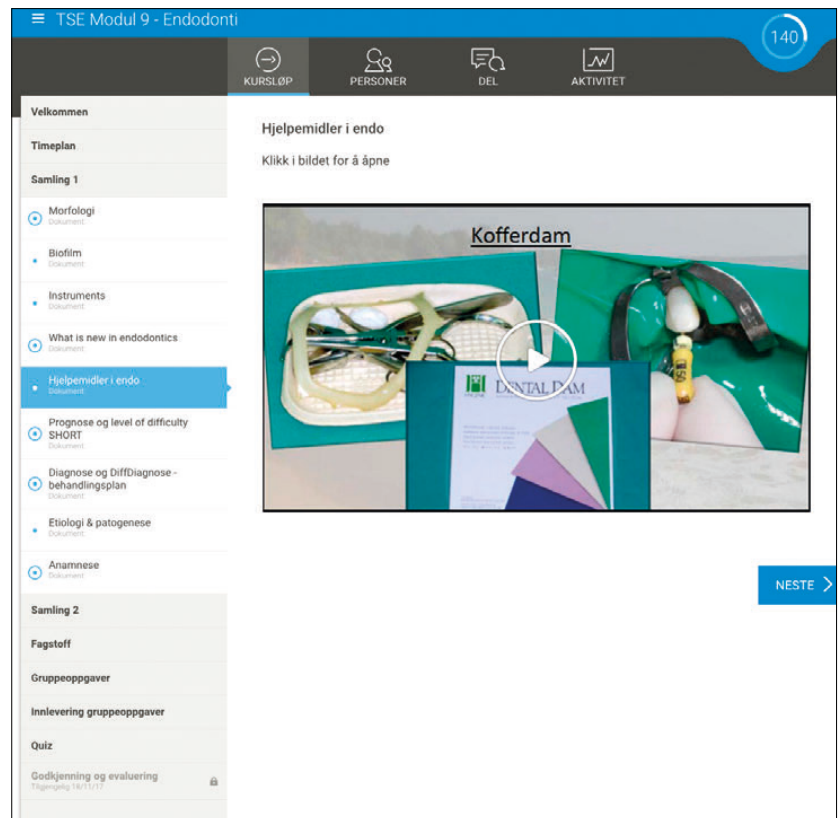 TSE Modul 9 - Endodonti
140
KURSLØP
PERSONER
DEL
AKTIVITET
Velkommen
Timeplan
Samling 1
Morfologi
Dokument
Biofilm
Dokument
Instruments
Dokument
What is new in endodontics
Dokument
Hjelpemidler i endo
Dokument
Prognose og level of difficulty
SHORT
Dokument
Diagnose og DiffDiagnose -
behandlingsplan
Dokument
Etiologi & patogenese
Dokument
Anamnese
Dokument
Samling 2
Fagstoff
Gruppeoppgaver
Innlevering gruppeoppgaver
Quiz
Godkjenning og evaluering
Tilgjengelig 18/11/17
Hjelpemidler i endo
Klikk i bildet for å åpne
Kofferdam
DENTAL DAM
NESTE